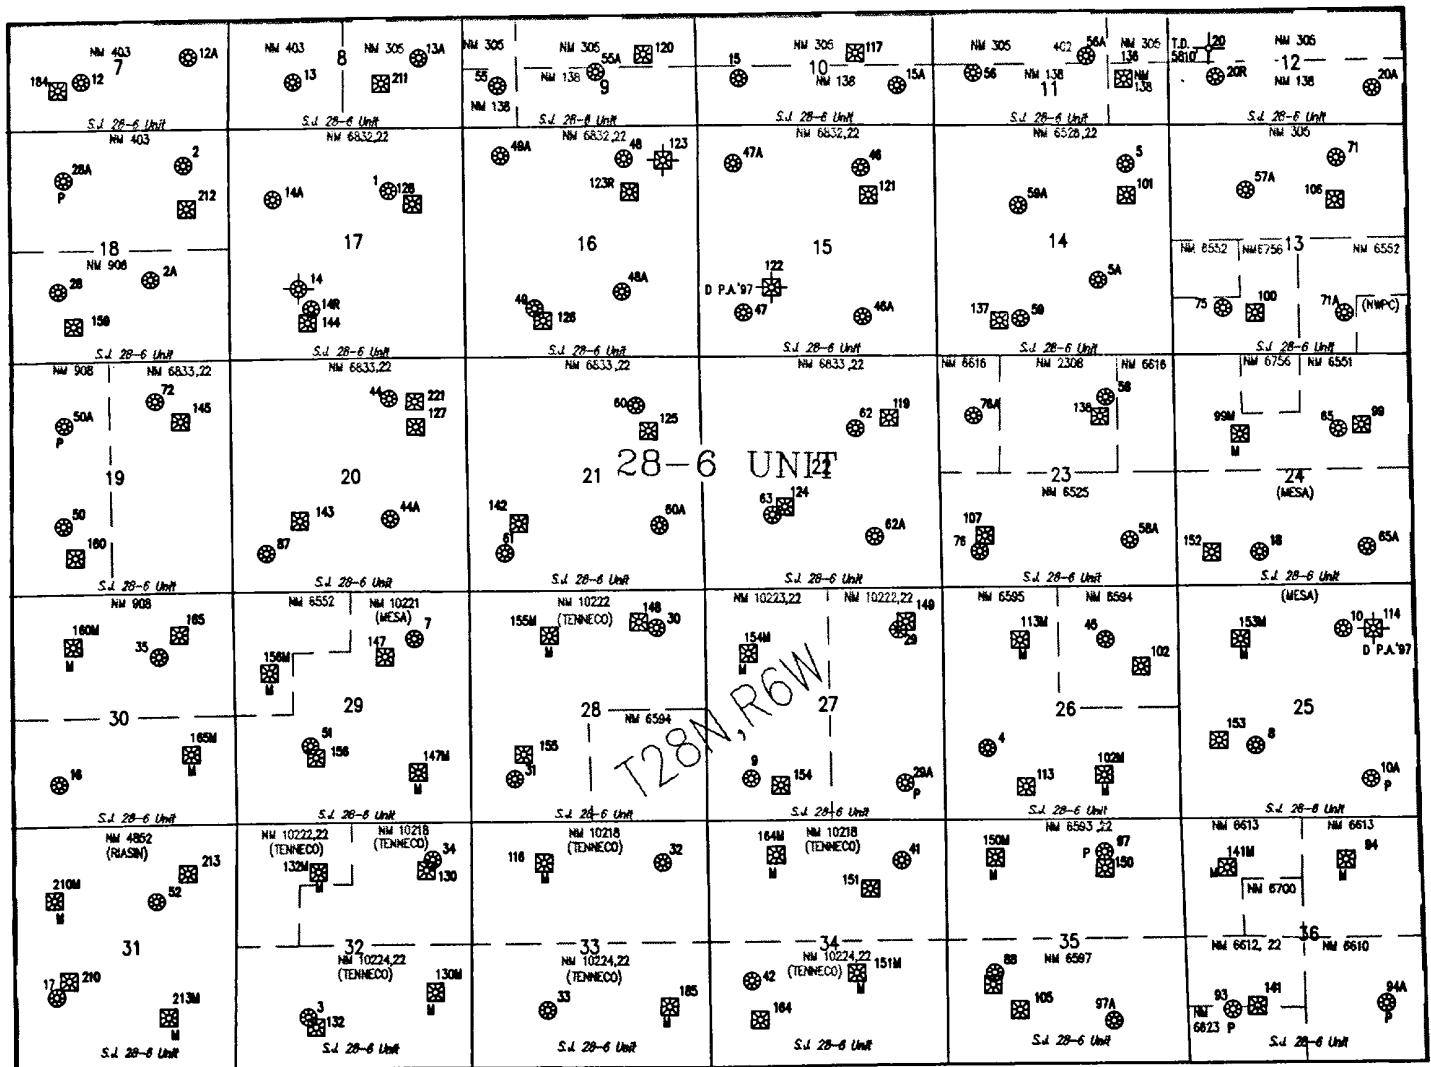 NM 403
7
12A
184
12
S.J. 28-6 Unit
NM 403
8
NM 305
13A
13
211
S.J. 28-6 Unit
NM 305
NM 305
120
55
55A
NM 138
9
NM 138
S.J. 28-6 Unit
15
NM 305
117
10
NM 138
15A
S.J. 28-6 Unit
NM 305
402
56A
NM 305
136
56
NM 138
11
NM
138
S.J. 28-6 Unit
T.D.
5810
20
NM 305
12
20R
NM 138
20A
S.J. 28-6 Unit
NM 403
28A
P
2
212
18
NM 908
28
2A
159
S.J. 28-6 Unit
NM 6832,22
14A
1
128
17
14
14R
144
S.J. 28-6 Unit
NM 6832,22
49A
48
123
123R
16
49
48A
126
S.J. 28-6 Unit
NM 6832,22
47A
46
121
15
122
D P.A.'97
47
46A
S.J. 28-6 Unit
NM 6528,22
5
59A
101
14
5A
137
59
S.J. 28-6 Unit
NM 305
71
57A
106
NM 6552
NM6756
13
NM 6552
75
100
71A
(NWPC)
S.J. 28-6 Unit
NM 908
NM 6833,22
72
50A
P
145
19
50
160
NM 6833,22
44
221
127
20
143
44A
87
S.J. 28-6 Unit
NM 6833,22
60
125
21
142
61
60A
S.J. 28-6 Unit
NM 6833,22
62
119
22
63
124
62A
S.J. 28-6 Unit
28-6 UNIT
NM 6616
NM 2308
NM 6616
76A
58
138
23
NM 6525
107
76
58A
S.J. 28-6 Unit
NM 6756
NM 6551
99M
M
65
99
24
(MESA)
152
18
65A
S.J. 28-6 Unit
NM 908
160M
M
165
35
30
16
165M
M
S.J. 28-6 Unit
NM 6552
NM 10221
(MESA)
7
147
156M
M
29
51
156
147M
M
S.J. 28-6 Unit
NM 10222
(TENNECO)
155M
M
148
30
28
NM 6594
155
31
S.J. 28-6 Unit
NM 10223,22
NM 10222,22
149
154M
M
29
27
9
154
29A
P
S.J. 28-6 Unit
T28N,R6W
NM 6595
NM 6594
113M
M
45
102
26
4
113
102M
M
S.J. 28-6 Unit
(MESA)
153M
M
10
114
D P.A.'97
25
153
8
10A
P
S.J. 28-6 Unit
NM 4852
(RIASIN)
213
210M
M
52
31
17
210
213M
M
S.J. 28-6 Unit
NM 10222,22
(TENNECO)
NM 10218
(TENNECO)
132M
M
34
130
32
NM 10224,22
(TENNECO)
130M
M
3
132
S.J. 28-6 Unit
NM 10218
(TENNECO)
116
M
32
33
NM 10224,22
(TENNECO)
33
185
M
S.J. 28-6 Unit
164M
M
NM 10218
(TENNECO)
41
151
34
NM 10224,22
(TENNECO)
42
151M
M
164
S.J. 28-6 Unit
NM 6593,22
150M
M
P
97
150
35
NM 6597
88
105
97A
S.J. 28-6 Unit
NM 6613
NM 6613
141M
M
94
M
NM 6700
36
NM 6612, 22
NM 6610
93
P
141
94A
P
NM
6623
S.J. 28-6 Unit